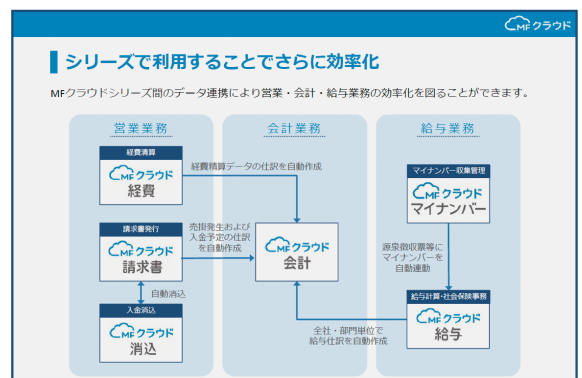 MFクラウド
シリーズで利用することでさらに効率化
MFクラウドシリーズ間のデータ連携により営業・会計・給与業務の効率化を図ることができます。
営業業務
会計業務
給与業務
経費精算
MFクラウド
経費
経費精算データの仕訳を自動作成
マイナンバー収集管理
MFクラウド
マイナンバー
請求書発行
MFクラウド
請求書
売掛発生および
入金予定の仕訳
を自動作成
MFクラウド
会計
源泉徴収票等に
マイナンバーを
自動連動
自動消込
入金消込
MFクラウド
消込
給与計算・社会保険事務
MFクラウド
給与
全社・部門単位で
給与仕訳を自動作成